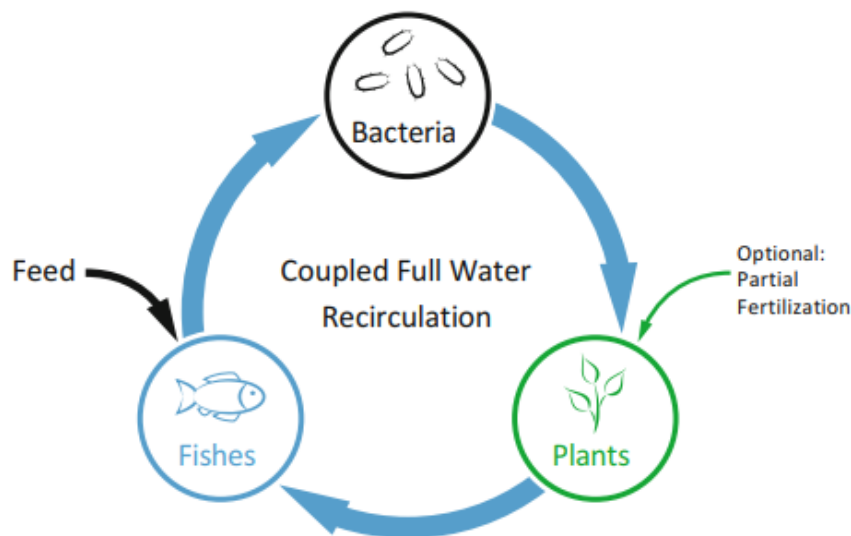 Bacteria
Feed
Coupled Full Water
Recirculation
Optional:
Partial
Fertilization
Fishes
Plants